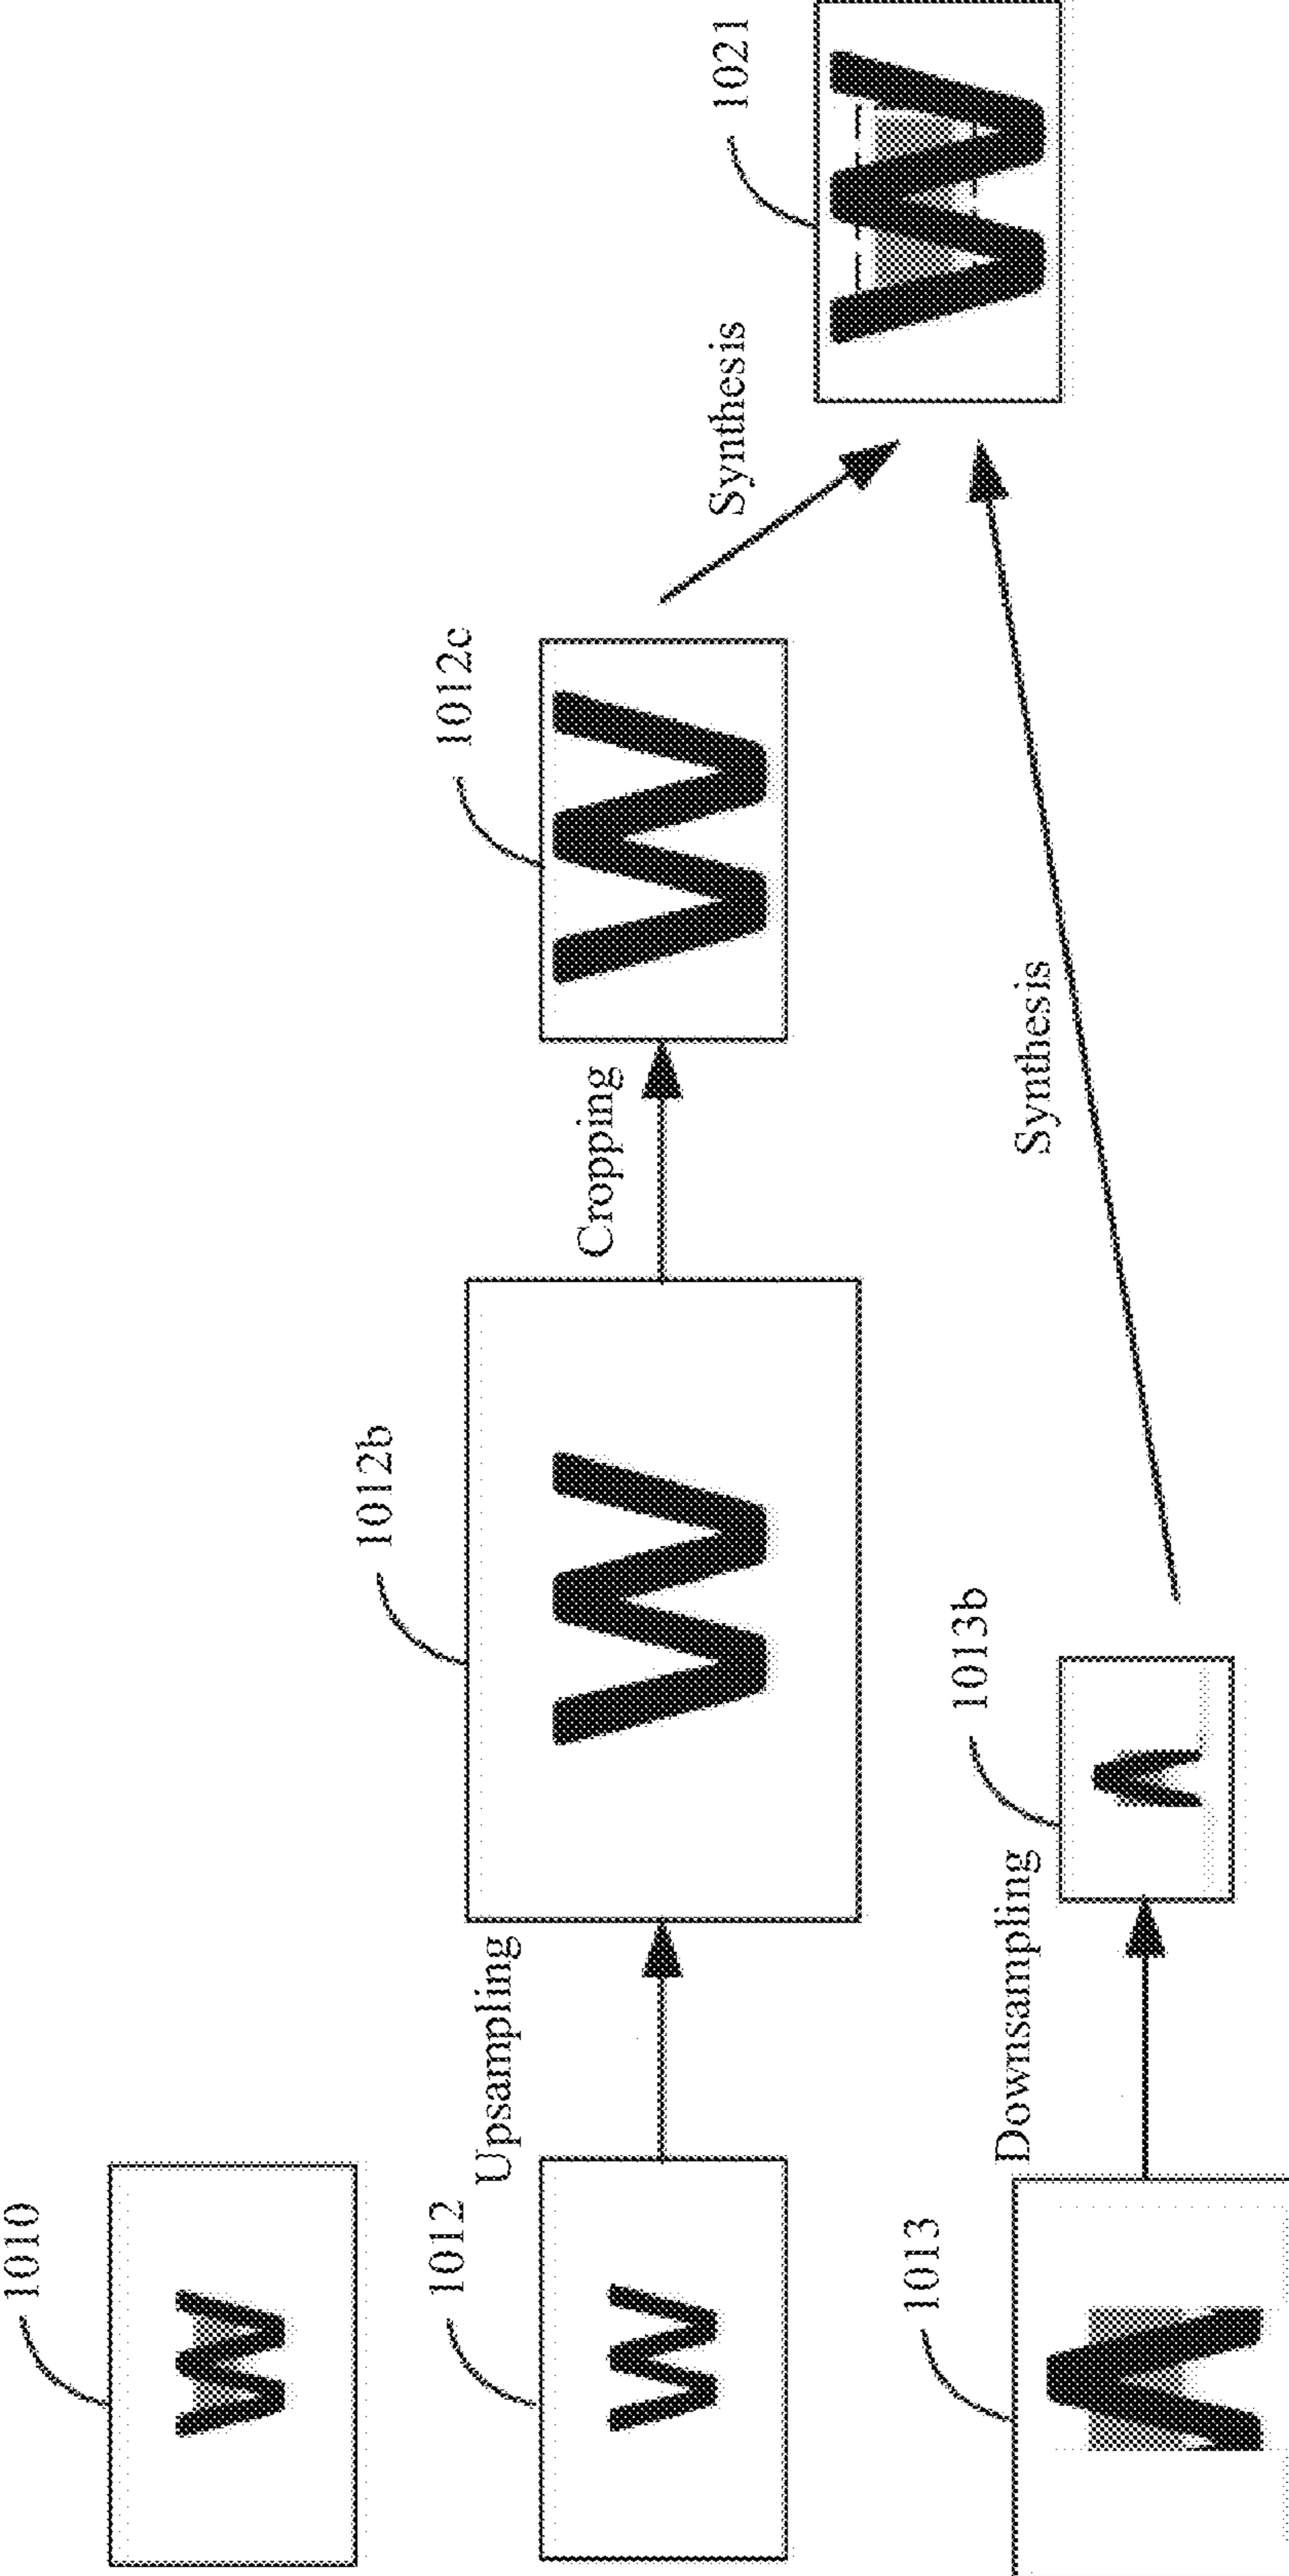 1010
W
1012b
1012
1012c
Upsampling
Cropping
W
W
W
Synthesis
1021
W
1013
1013b
Downsampling
Synthesis